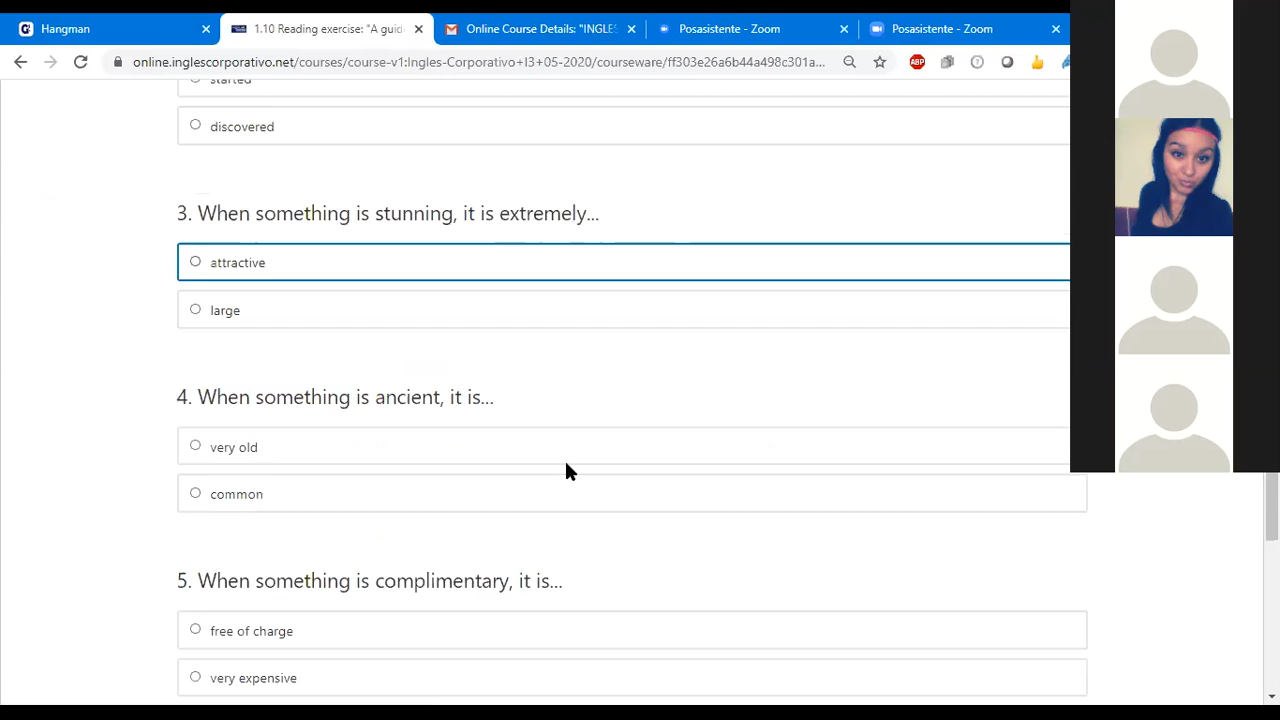 Hangman
1.10 Reading exercise: "A guid
Online Course Details: "INGLES
Posasistente - Zoom
Posasistente - Zoom
online.inglescorporativo.net/courses/course-v1:Ingles-Corporativo+I3+05-2020/courseware/ff303e26a6b44a498c301a...
ABP
started
discovered
3. When something is stunning, it is extremely...
attractive
large
4. When something is ancient, it is...
very old
common
5. When something is complimentary, it is...
free of charge
very expensive